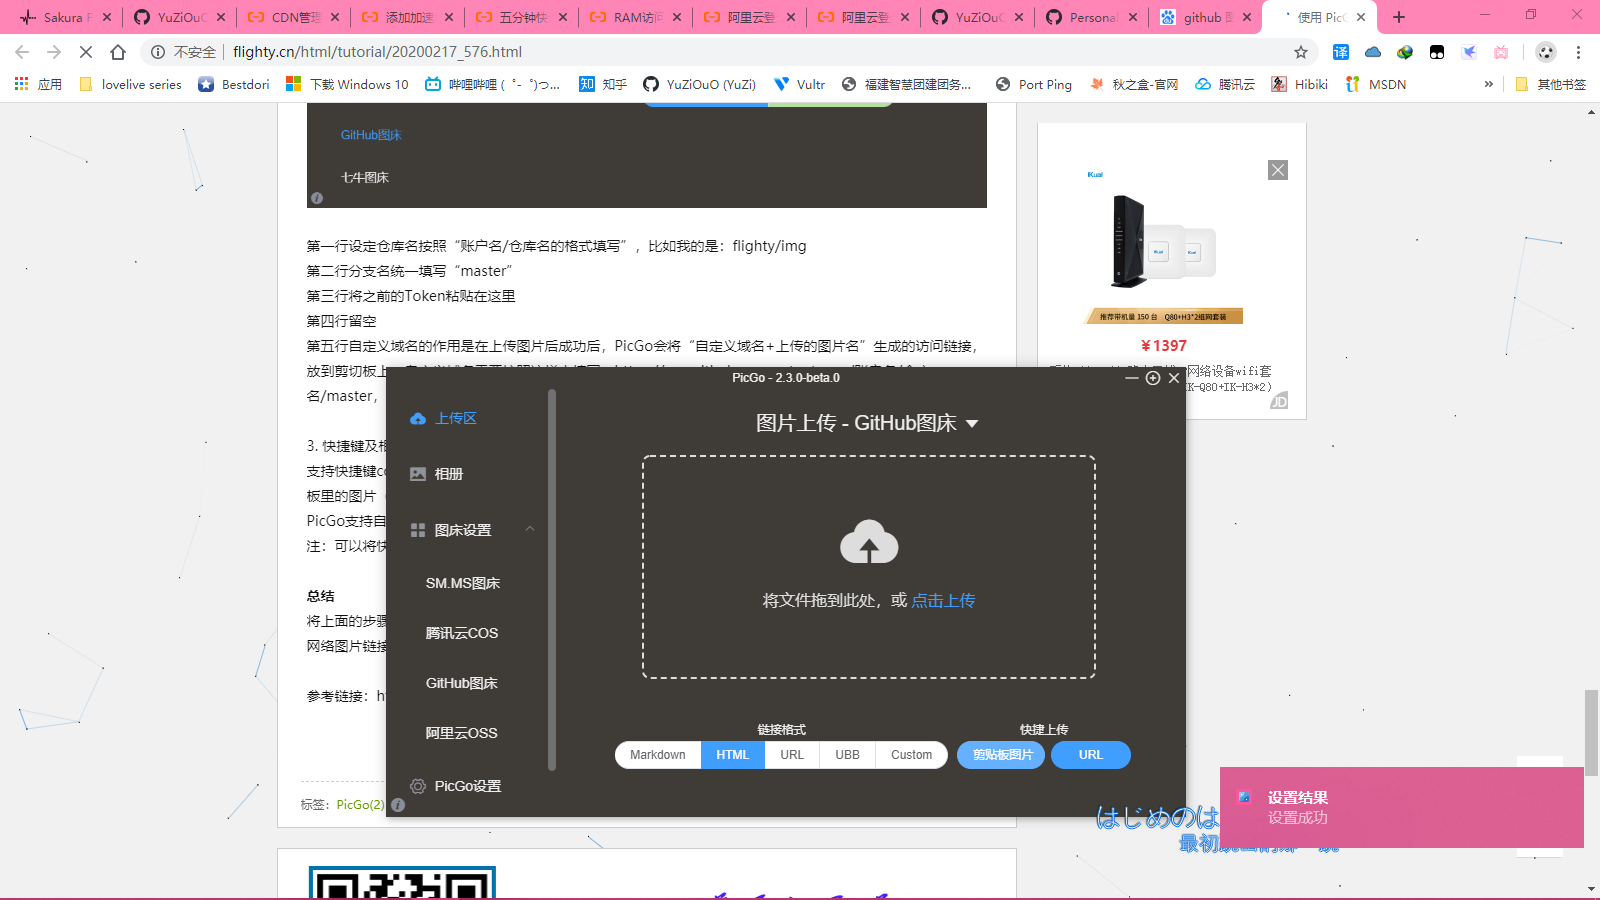 Sakura F
YuZiOuC
CDN管理
添加加速
五分钟快
RAM访问
阿里云登
阿里云登
YuZiOuC
Personal
github 图
使用 PicG
不安全
flighty.cn/html/tutorial/20200217_576.html
应用
lovelive series
Bestdori
下载 Windows 10
哔哩哔哩 ( ゜- ゜)つ...
知乎
YuZiOuO (YuZi)
Vultr
福建智慧团建团务...
Port Ping
秋之盒-官网
腾讯云
Hibiki
MSDN
»
其他书签
GitHub图床
七牛图床
第一行设定仓库名按照“账户名/仓库名的格式填写”，比如我的是：flighty/img
第二行分支名统一填写“master”
第三行将之前的Token粘贴在这里
第四行留空
第五行自定义域名的作用是在上传图片后成功后，PicGo会将“自定义域名+上传的图片名”生成的访问链接，
放到剪切板上
名/master，
3. 快捷键及相
支持快捷键co
板里的图片
PicGo支持自
注：可以将快
总结
将上面的步骤
网络图片链接
参考链接：ht
标签：PicGo(2)
iKuai
推荐带机量 150 台 Q80+H3*2组网套装
¥1397
网络设备wifi套
K-Q80+IK-H3*2)
JD
PicGo - 2.3.0-beta.0
上传区
相册
图床设置
SM.MS图床
腾讯云COS
GitHub图床
阿里云OSS
PicGo设置
图片上传 - GitHub图床
将文件拖到此处，或 点击上传
链接格式
Markdown
HTML
URL
UBB
Custom
快捷上传
剪贴板图片
URL
はじめのは
设置结果
设置成功